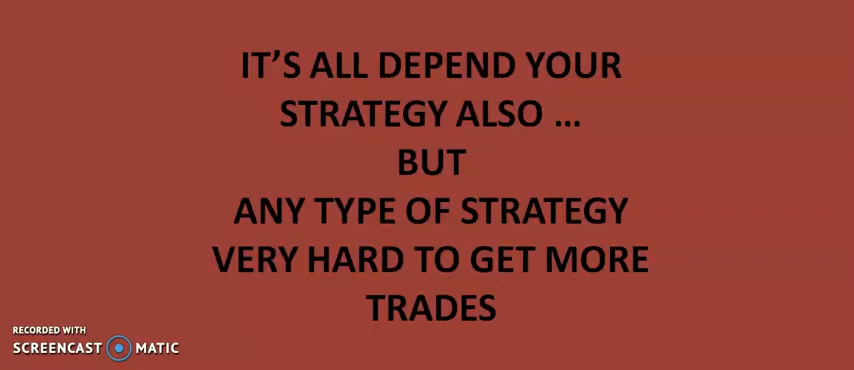 IT’S ALL DEPEND YOUR
STRATEGY ALSO …
BUT
ANY TYPE OF STRATEGY
VERY HARD TO GET MORE
TRADES
RECORDED WITH
SCREENCAST MATIC